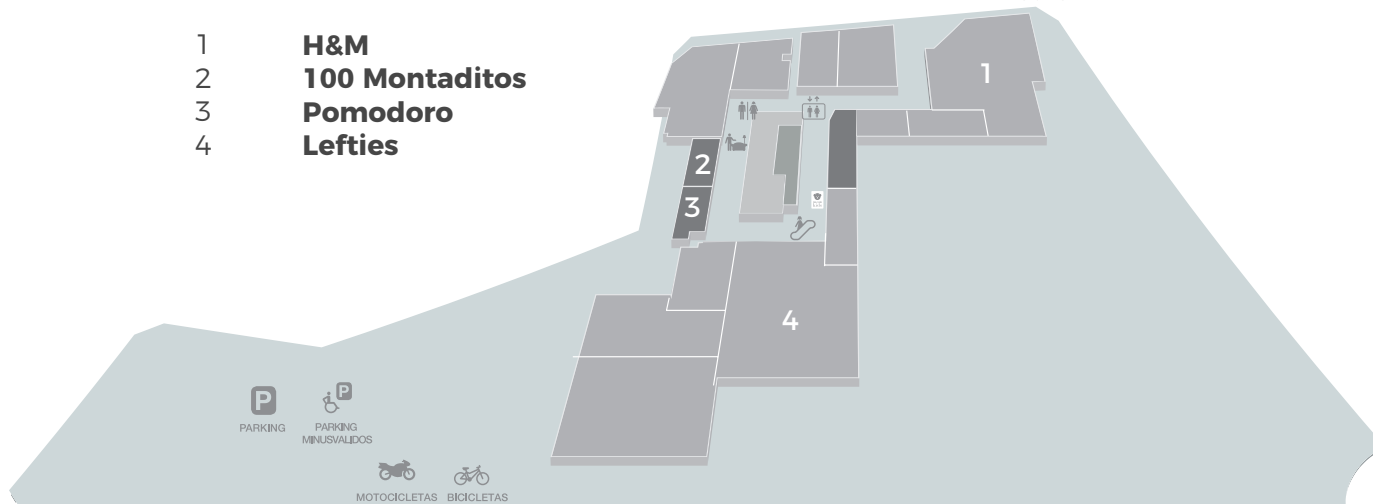 1 H&M
2 100 Montaditos
3 Pomodoro
4 Lefties
1
2
3
4
P
P
PARKING
PARKING
MINUSVALIDOS
MOTOCICLETAS BICICLETAS